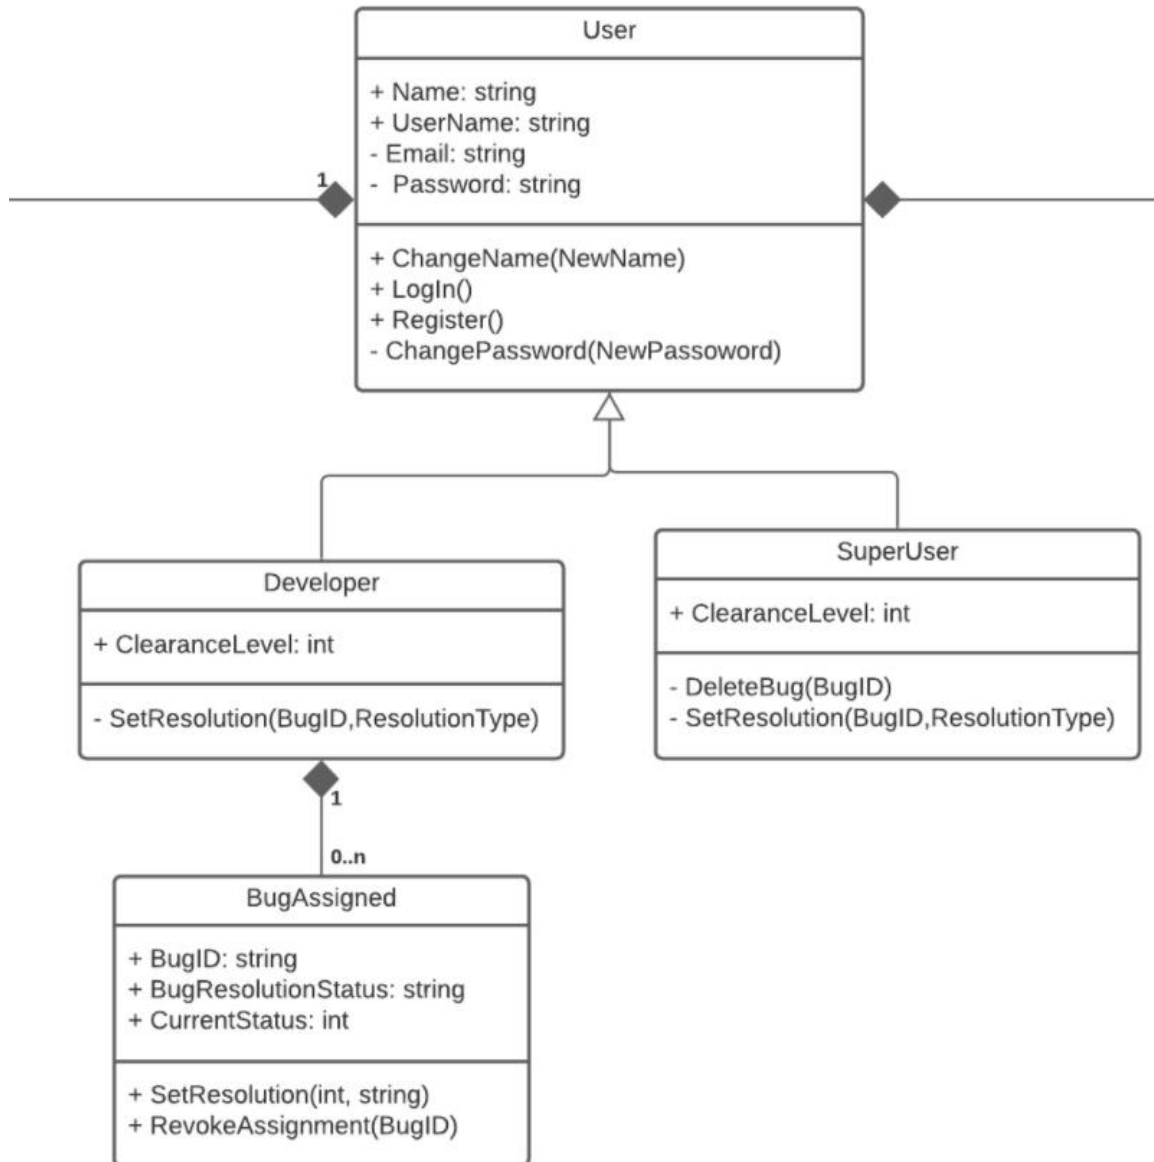 User
+ Name: string
+ UserName: string
- Email: string
- Password: string
1
+ ChangeName(NewName)
+ LogIn()
+ Register()
- ChangePassword(NewPassoword)
Developer
+ ClearanceLevel: int
- SetResolution(BugID,ResolutionType)
SuperUser
+ ClearanceLevel: int
- DeleteBug(BugID)
- SetResolution(BugID,ResolutionType)
1
0..n
BugAssigned
+ BugID: string
+ BugResolutionStatus: string
+ CurrentStatus: int
+ SetResolution(int, string)
+ RevokeAssignment(BugID)